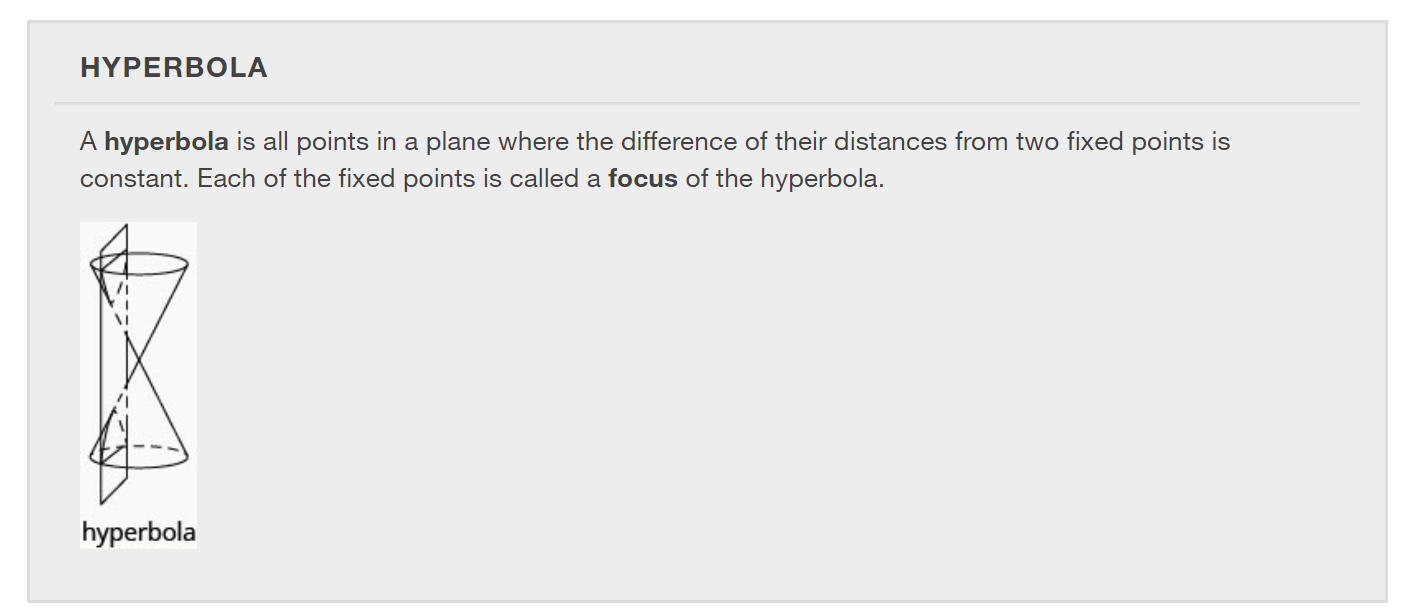 HYPERBOLA
A hyperbola is all points in a plane where the difference of their distances from two fixed points is
constant. Each of the fixed points is called a focus of the hyperbola.
hyperbola